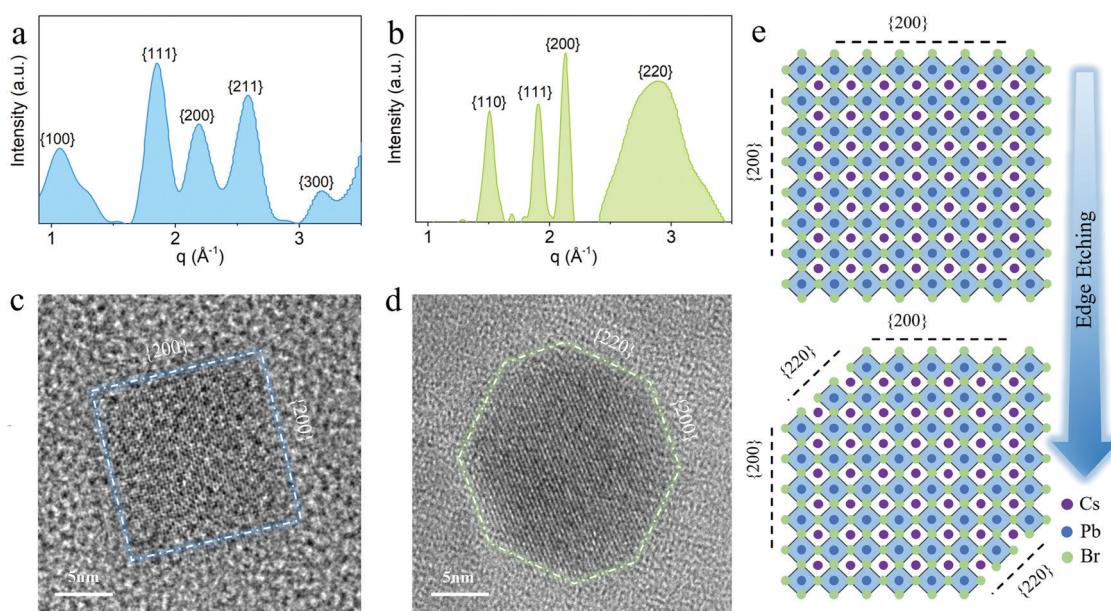 a
{111}
{211}
{200}
{100}
{300}
Intensity (a.u.)
1
2
3
q (Å⁻¹)
b
{200}
{220}
{111}
{110}
Intensity (a.u.)
1
2
3
q (Å⁻¹)
c
{200}
{200}
5nm
d
{220}
{200}
5nm
e
{200}
{200}
Edge Etching
{200}
{220}
{200}
{220}
Cs
Pb
Br